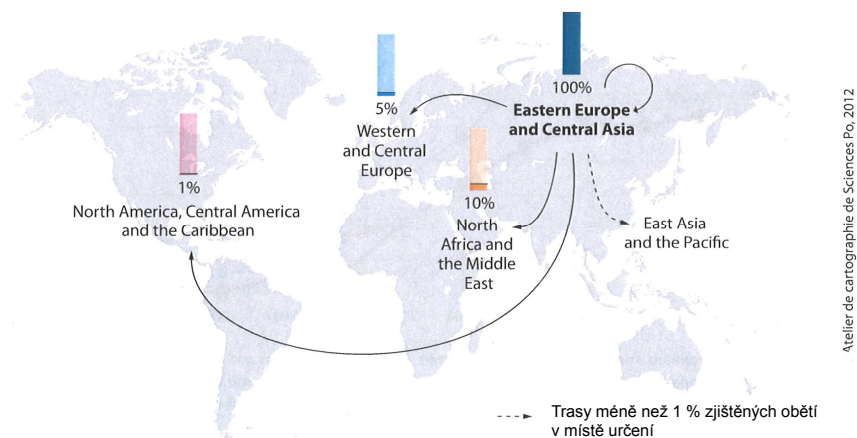 100%
Eastern Europe
and Central Asia
5%
Western
and Central
Europe
1%
North America, Central America
and the Caribbean
10%
North
Africa and
the Middle
East
East Asia
and the Pacific
Trasy méně než 1 % zjištěných obětí
v místě určení
Atelier de cartographie de Sciences Po, 2012